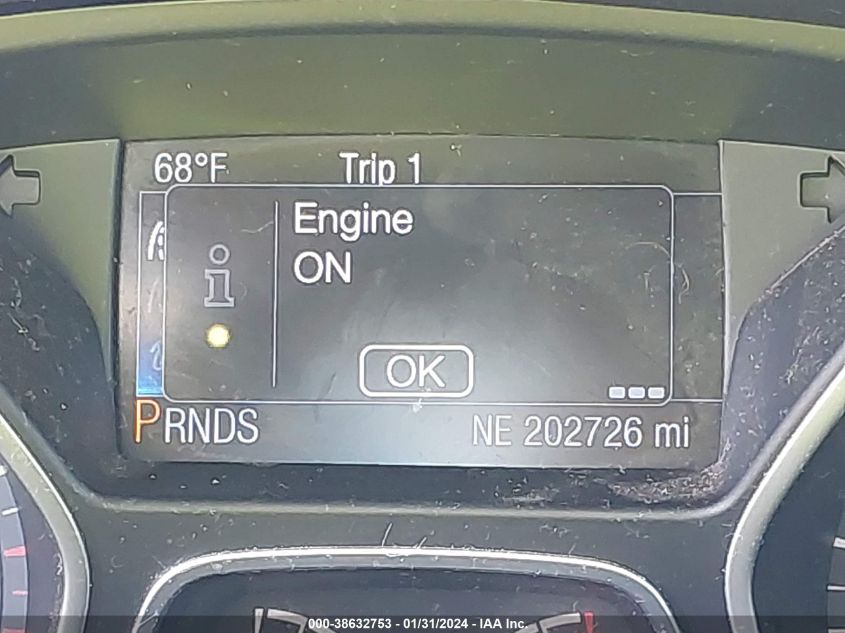 68°F Trip 1
Engine
ON
OK
PRNDS NE 202726 mi
000-38632753 - 01/31/2024 - IAA Inc.